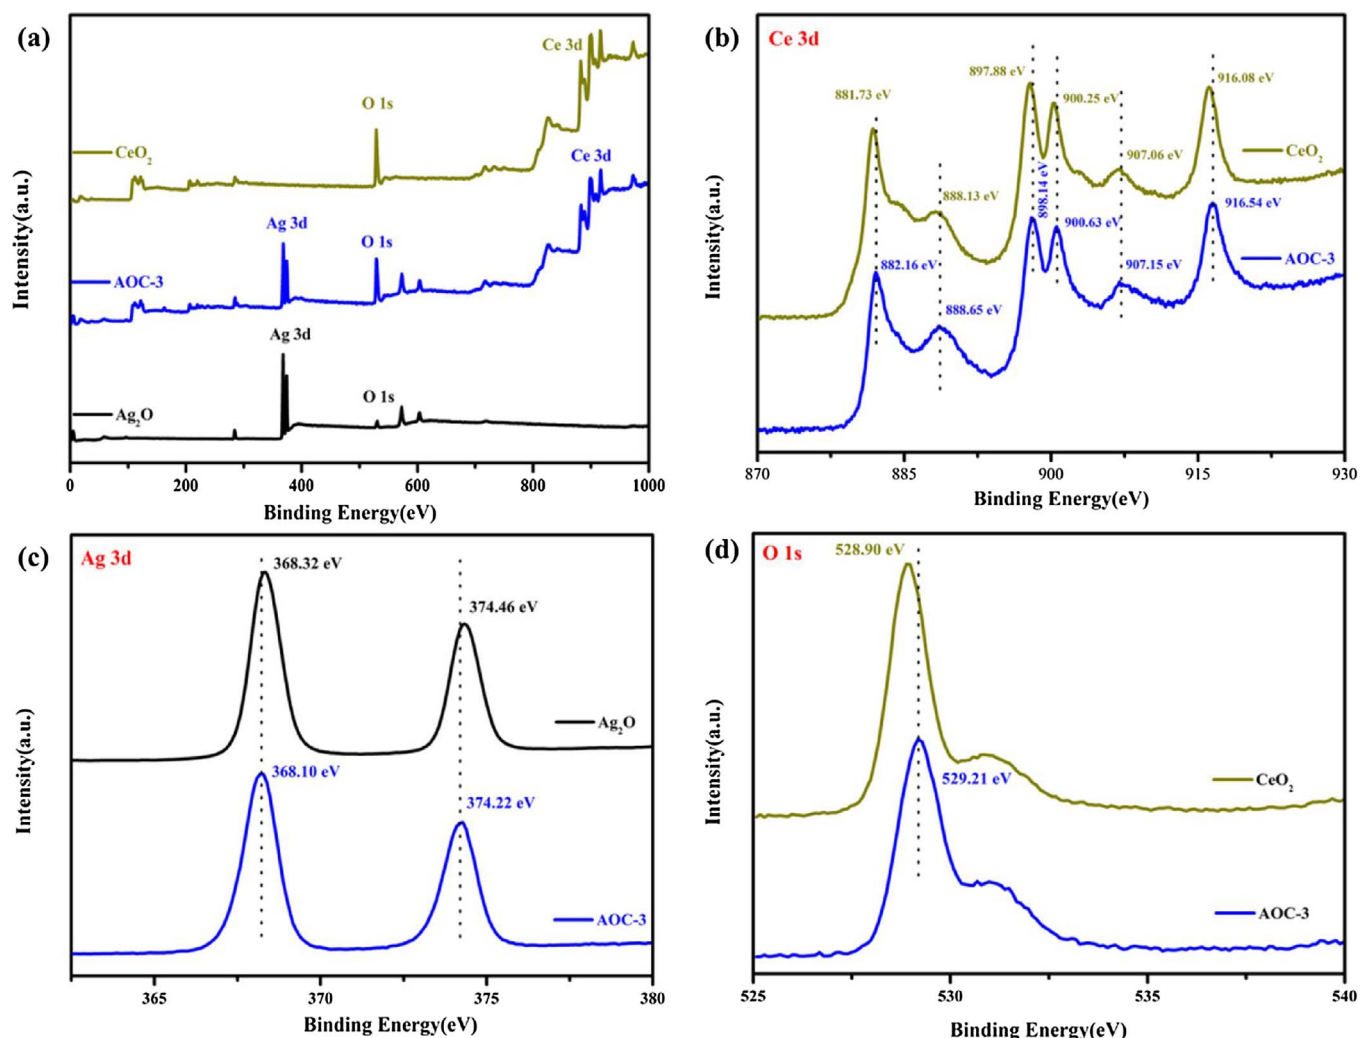 (a)
Ce 3d
O 1s
CeO₂
Ce 3d
Ag 3d
O 1s
AOC-3
Ag 3d
O 1s
Ag₂O
Intensity(a.u.)
0 200 400 600 800 1000
Binding Energy(eV)
(b)
Ce 3d
881.73 eV
888.13 eV
897.88 eV
900.25 eV
907.06 eV
916.08 eV
CeO₂
882.16 eV
888.65 eV
898.14 eV
900.63 eV
907.15 eV
916.54 eV
AOC-3
Intensity(a.u.)
870 885 900 915 930
Binding Energy(eV)
(c)
Ag 3d
368.32 eV
374.46 eV
Ag₂O
368.10 eV
374.22 eV
AOC-3
Intensity(a.u.)
365 370 375 380
Binding Energy(eV)
(d)
O 1s
528.90 eV
CeO₂
529.21 eV
AOC-3
Intensity(a.u.)
525 530 535 540
Binding Energy(eV)